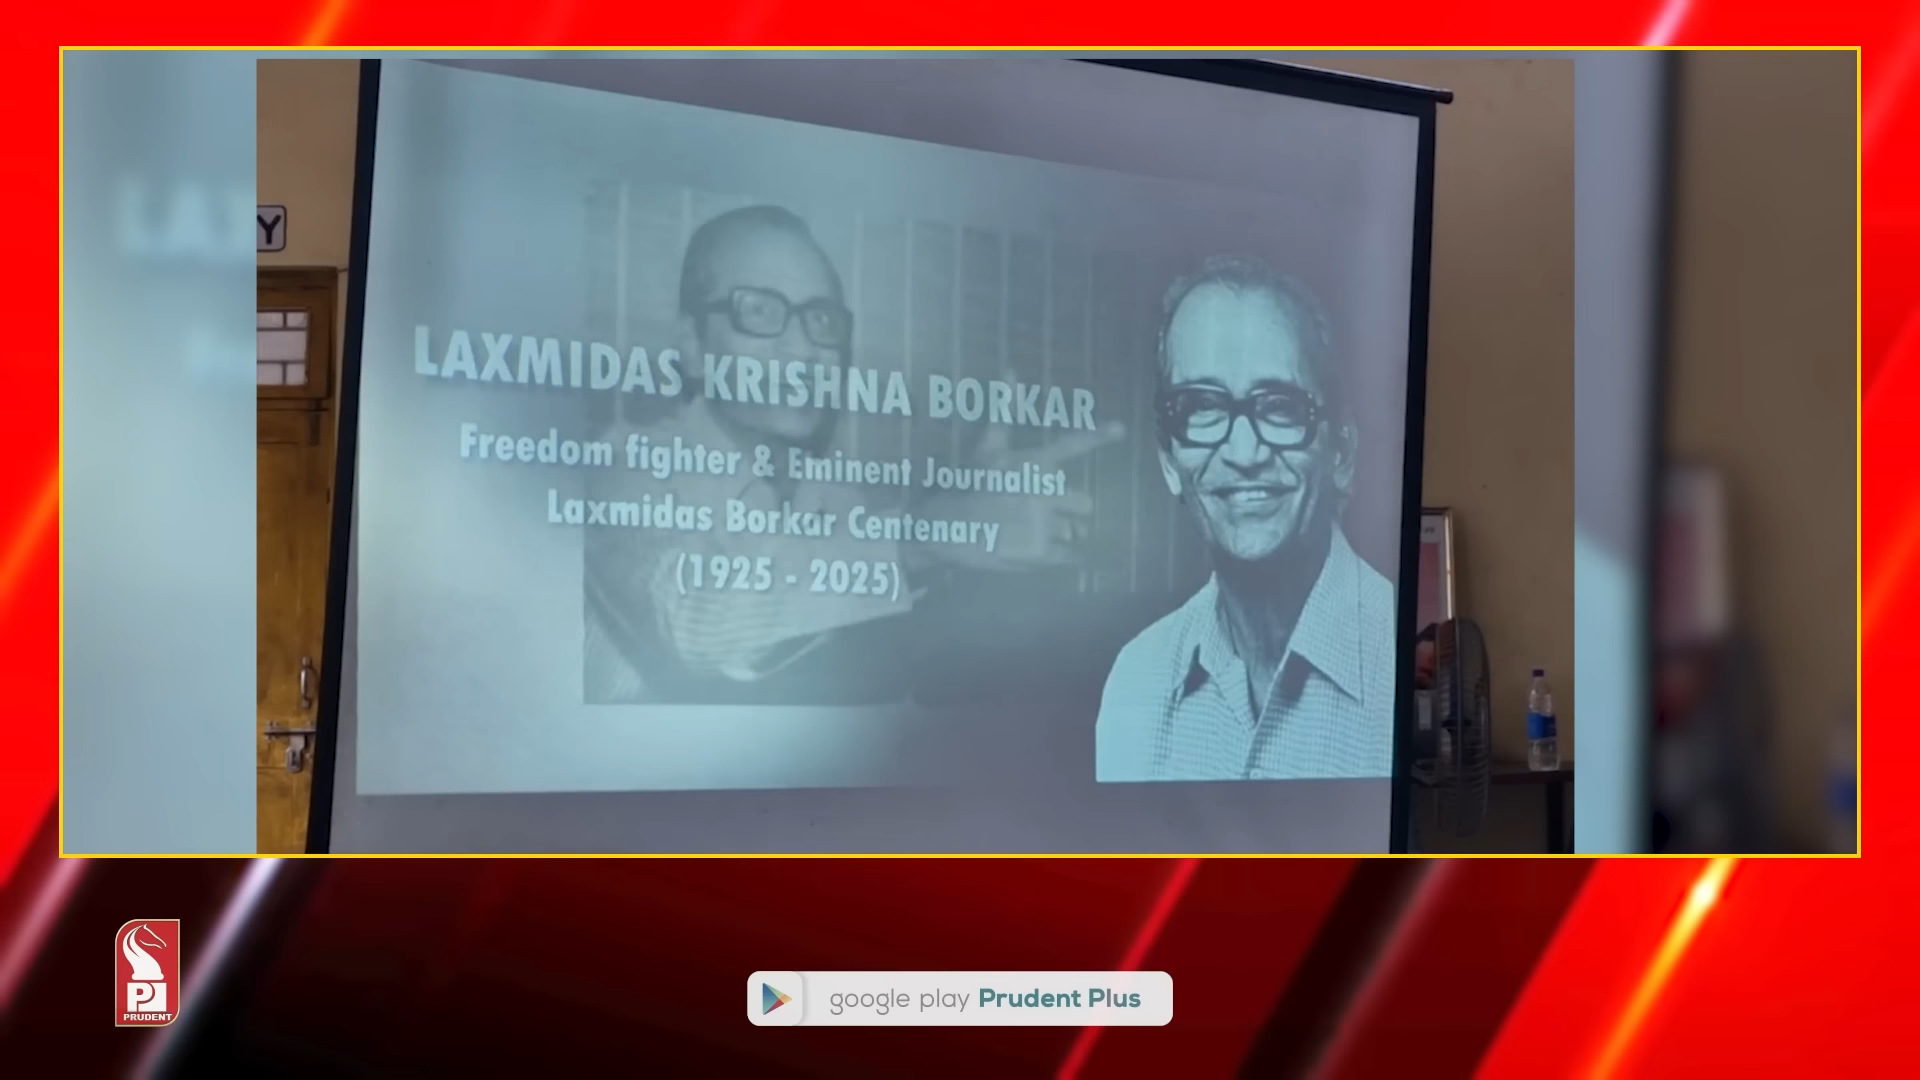 Y
LAXMIDAS KRISHNA BORKAR
Freedom fighter & Eminent Journalist
Laxmidas Borkar Centenary
(1925 - 2025)
P
PRUDENT
google play Prudent Plus